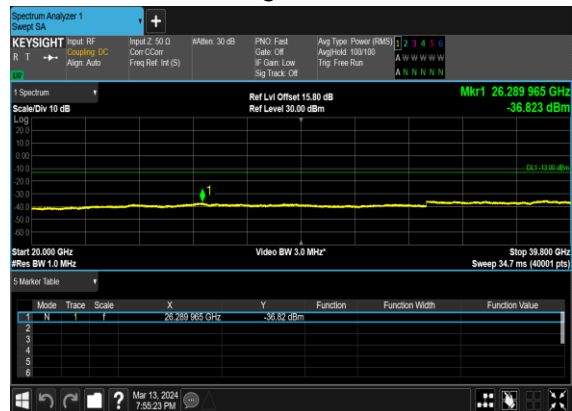 Spectrum Analyzer 1
Swept SA
+
KEYSIGHT Input: RF Input Z: 50 Ω #Atten: 30 dB PNO: Fast Avg Type: Power (RMS) 1 2 3 4 5 6
R T Coupling: DC Corr CCorr Gate: Off Avg|Hold: 100/100 A W W W W W
Align: Auto Freq Ref: Int (S) IF Gain: Low Trig: Free Run
Sig Track: Off A N N N N N
1 Spectrum Ref Lvl Offset 15.80 dB Mkr1 26.289 965 GHz
Scale/Div 10 dB Ref Level 30.00 dBm -36.823 dBm
Log
20.0
10.0
0.00
-10.0 DL1 -13.00 dBm
-20.0
-30.0 1
-40.0
-50.0
-60.0
Start 20.000 GHz Video BW 3.0 MHz* Stop 39.800 GHz
#Res BW 1.0 MHz Sweep 34.7 ms (40001 pts)
5 Marker Table
Mode Trace Scale X Y Function Function Width Function Value
1 N 1 f 26.289 965 GHz -36.82 dBm
2
3
4
5
6
? Mar 13, 2024
7:55:23 PM